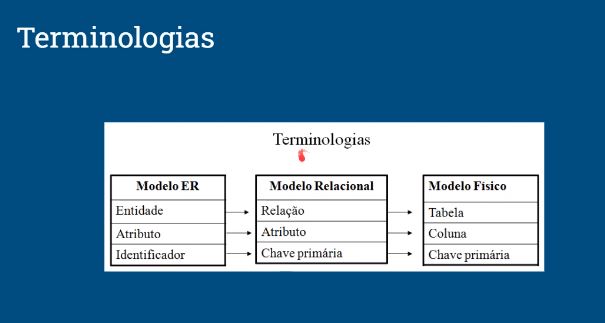 Terminologias
Terminologias
Modelo ER Modelo Relacional Modelo Físico
Entidade Relação Tabela
Atributo Atributo Coluna
Identificador Chave primária Chave primária